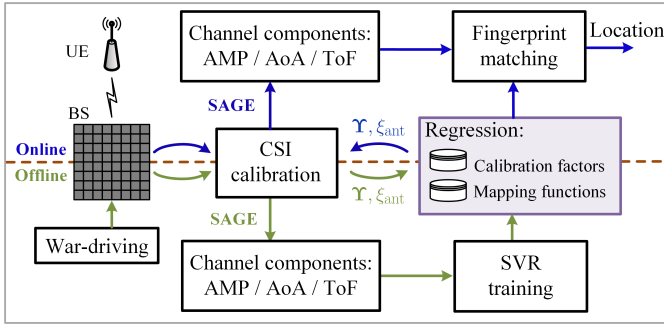 Channel components:
AMP / AoA / ToF
Fingerprint
matching
Location
UE
BS
SAGE
ϒ, ξant
Online
Offline
CSI
calibration
Regression:
Calibration factors
Mapping functions
ϒ, ξant
SAGE
War-driving
Channel components:
AMP / AoA / ToF
SVR
training